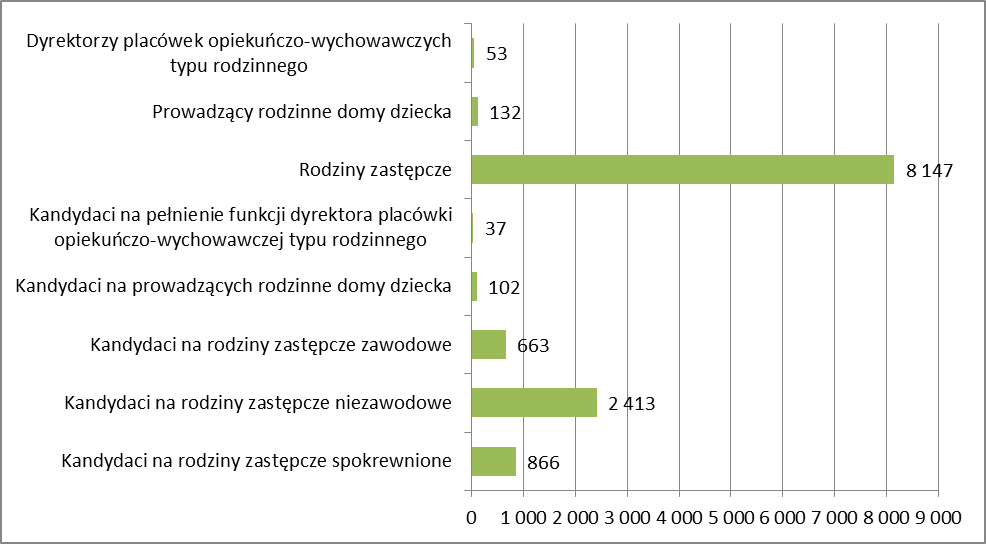 Dyrektorzy placówek opiekuńczo-wychowawczych
typu rodzinnego
53
Prowadzący rodzinne domy dziecka
132
Rodziny zastępcze
8 147
Kandydaci na pełnienie funkcji dyrektora placówki
opiekuńczo-wychowawczej typu rodzinnego
37
Kandydaci na prowadzących rodzinne domy dziecka
102
Kandydaci na rodziny zastępcze zawodowe
663
Kandydaci na rodziny zastępcze niezawodowe
2 413
Kandydaci na rodziny zastępcze spokrewnione
866
0 1 000 2 000 3 000 4 000 5 000 6 000 7 000 8 000 9 000